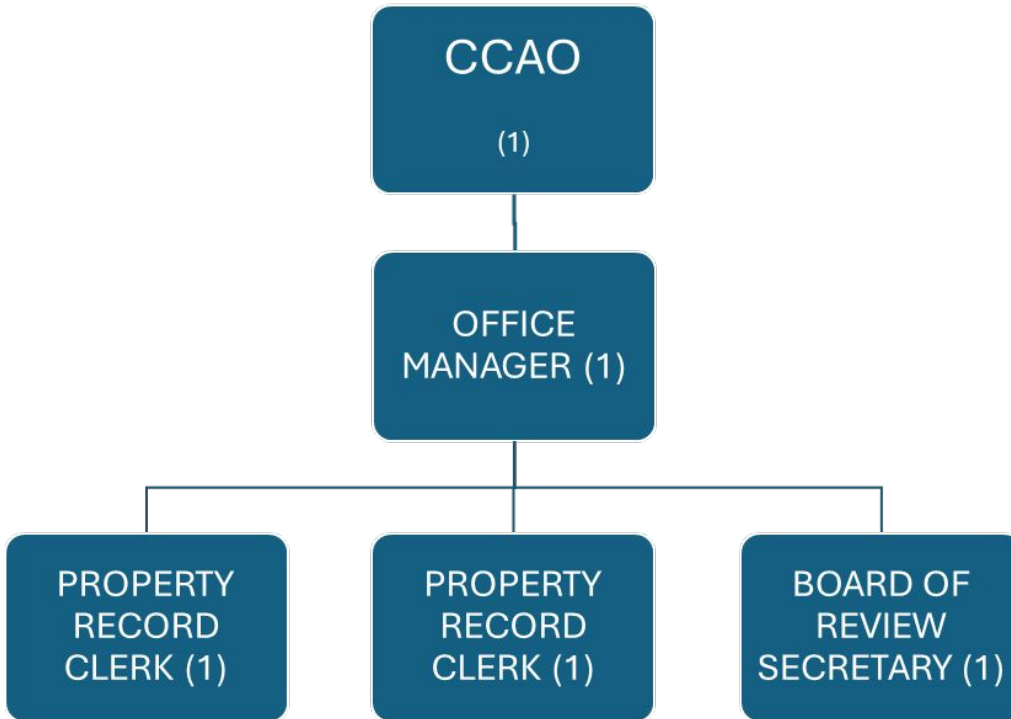 CCAO
(1)
OFFICE
MANAGER (1)
PROPERTY
RECORD
CLERK (1)
PROPERTY
RECORD
CLERK (1)
BOARD OF
REVIEW
SECRETARY (1)